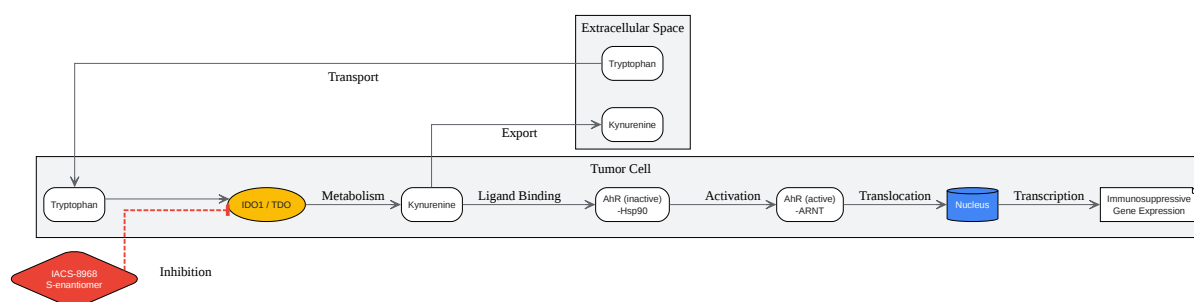 Extracellular Space
Tryptophan
Transport
Kynurenine
Export
Tumor Cell
Tryptophan
IDO1 / TDO
Metabolism
Kynurenine
Ligand Binding
AhR (inactive)
-Hsp90
Activation
AhR (active)
-ARNT
Translocation
Nucleus
Transcription
Immunosuppressive
Gene Expression
IACS-8968
S-enantiomer
Inhibition